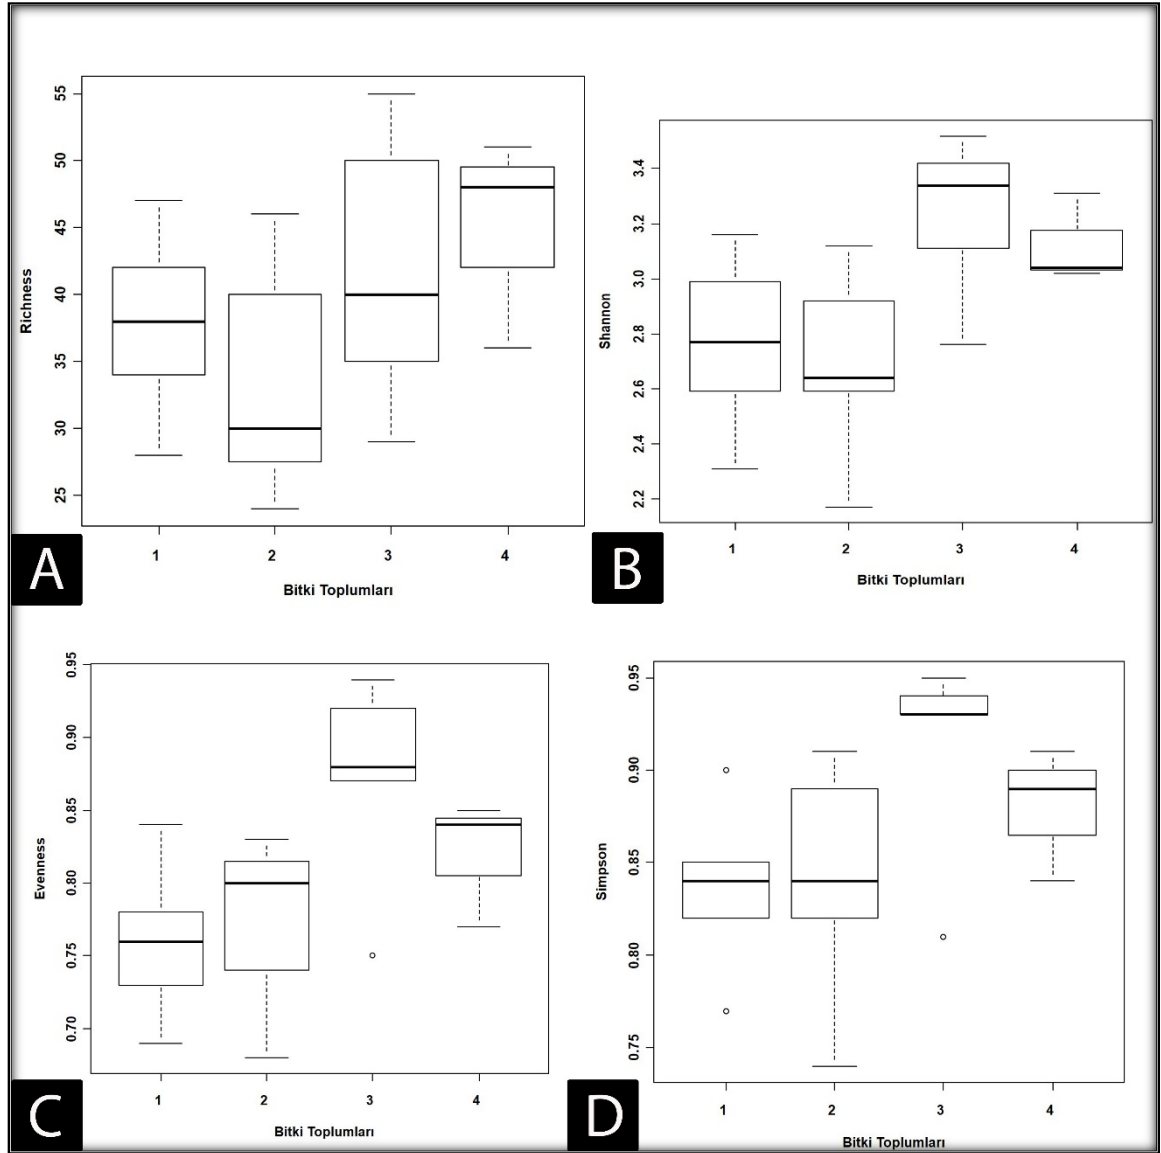 55
50
45
40
35
30
25
Richness
1 2 3 4
Bitki Toplumları
A
3.4
3.2
3.0
2.8
2.6
2.4
2.2
Shannon
1 2 3 4
Bitki Toplumları
B
0.95
0.90
0.85
0.80
0.75
0.70
Evenness
1 2 3 4
Bitki Toplumları
C
0.95
0.90
0.85
0.80
0.75
Simpson
1 2 3 4
Bitki Toplumları
D